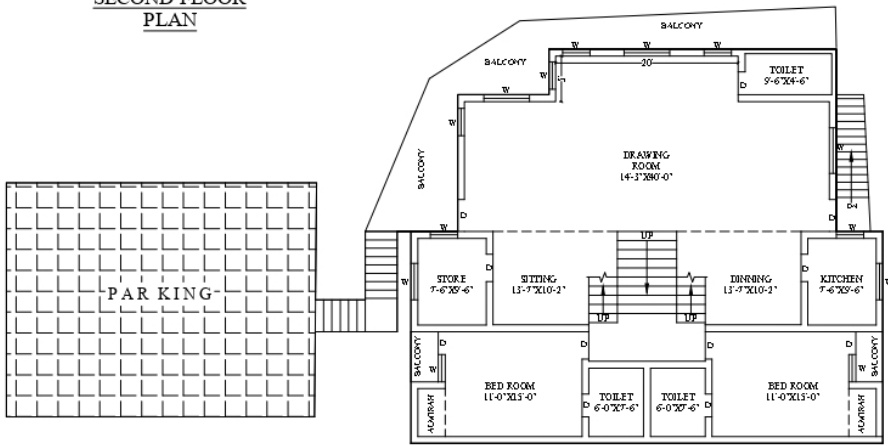 SECOND FLOOR
PLAN
BALCONY
BALCONY
BALCONY
W
W
W
W
W
W
W
W
20'
TOILET
9'-6"X4'-6"
D
DRAWING
ROOM
14'-3"X40'-0"
D
D
W
W
W
UP
STORE
7'-6"X9'-6"
D
SITTING
13'-7"X10'-2"
DINNING
13'-7"X10'-2"
D
KITCHEN
7'-6"X9'-6"
W
W
UP
UP
PARKING
BALCONY
D
W
BED ROOM
11'-0"X15'-0"
D
D
TOILET
6'-0"X7'-6"
TOILET
6'-0"X7'-6"
D
D
BED ROOM
11'-0"X15'-0"
D
W
BALCONY
ALMIRAH
ALMIRAH